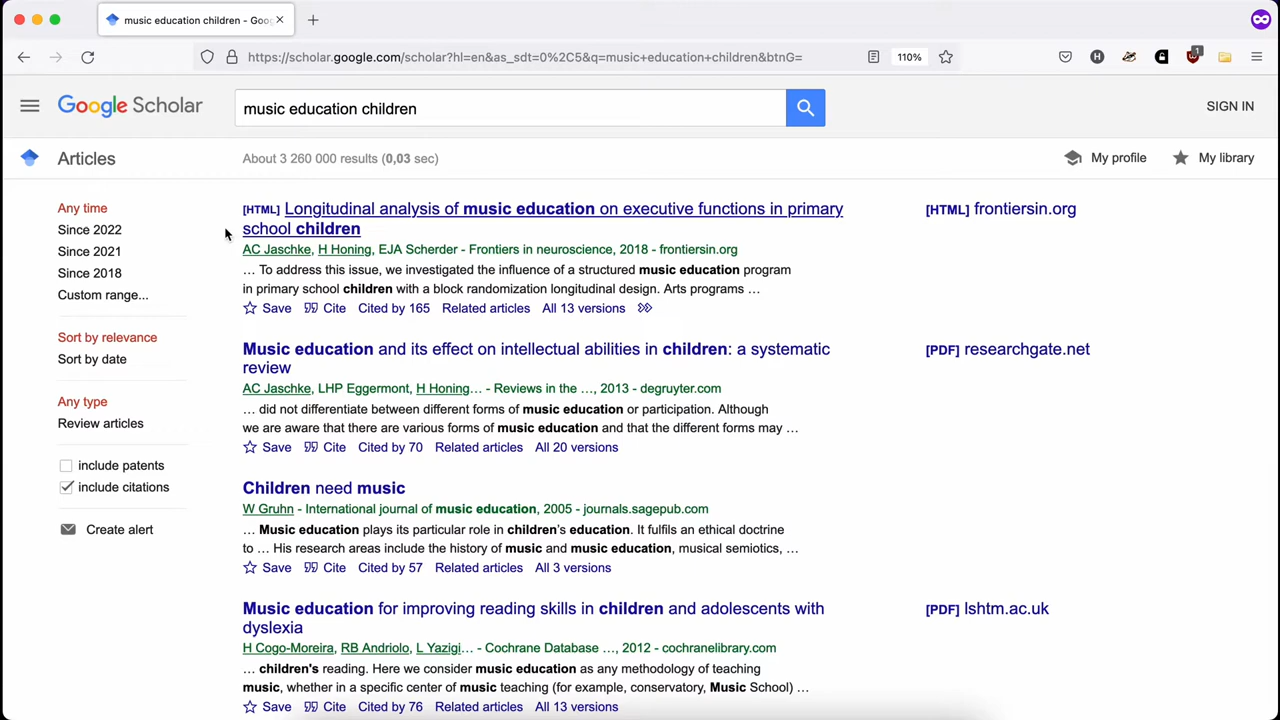 music education children - Goo
https://scholar.google.com/scholar?hl=en&as_sdt=0%2C5&q=music+education+children&btnG=
110%
1
Google Scholar
music education children
SIGN IN
Articles
About 3 260 000 results (0,03 sec)
My profile
My library
Any time
Since 2022
Since 2021
Since 2018
Custom range...
Sort by relevance
Sort by date
Any type
Review articles
include patents
include citations
Create alert
[HTML] Longitudinal analysis of music education on executive functions in primary
school children
AC Jaschke, H Honing, EJA Scherder - Frontiers in neuroscience, 2018 - frontiersin.org
… To address this issue, we investigated the influence of a structured music education program
in primary school children with a block randomization longitudinal design. Arts programs …
Save Cite Cited by 165 Related articles All 13 versions
[HTML] frontiersin.org
Music education and its effect on intellectual abilities in children: a systematic
review
AC Jaschke, LHP Eggermont, H Honing… - Reviews in the …, 2013 - degruyter.com
… did not differentiate between different forms of music education or participation. Although
we are aware that there are various forms of music education and that the different forms may …
Save Cite Cited by 70 Related articles All 20 versions
[PDF] researchgate.net
Children need music
W Gruhn - International journal of music education, 2005 - journals.sagepub.com
… Music education plays its particular role in children's education. It fulfils an ethical doctrine
to … His research areas include the history of music and music education, musical semiotics, …
Save Cite Cited by 57 Related articles All 3 versions
Music education for improving reading skills in children and adolescents with
dyslexia
H Cogo-Moreira, RB Andriolo, L Yazigi… - Cochrane Database …, 2012 - cochranelibrary.com
… children's reading. Here we consider music education as any methodology of teaching
music, whether in a specific center of music teaching (for example, conservatory, Music School) …
Save Cite Cited by 76 Related articles All 13 versions
[PDF] lshtm.ac.uk